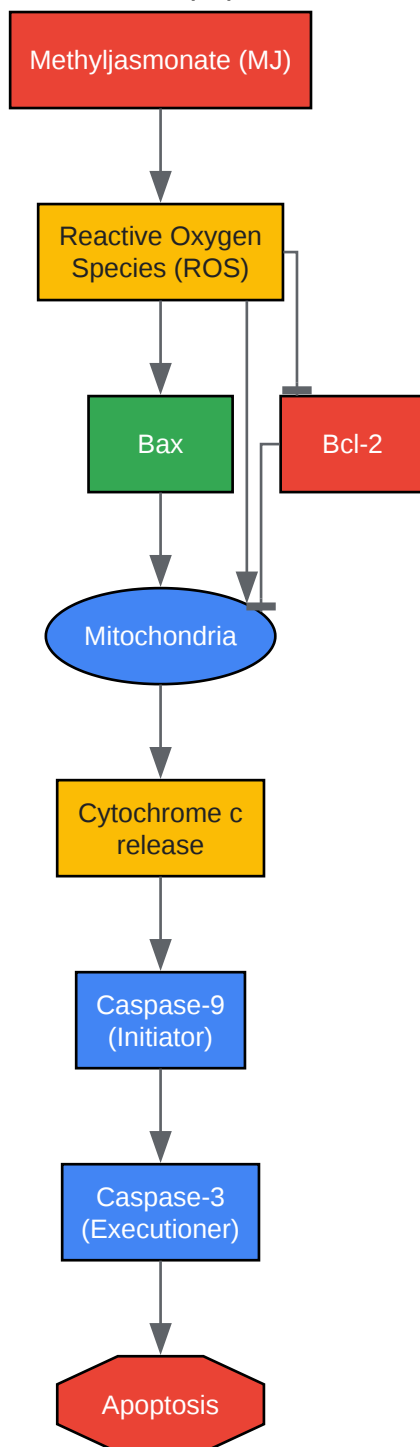 Methyljasmonate (MJ)
Reactive Oxygen
Species (ROS)
Bax
Bcl-2
Mitochondria
Cytochrome c
release
Caspase-9
(Initiator)
Caspase-3
(Executioner)
Apoptosis